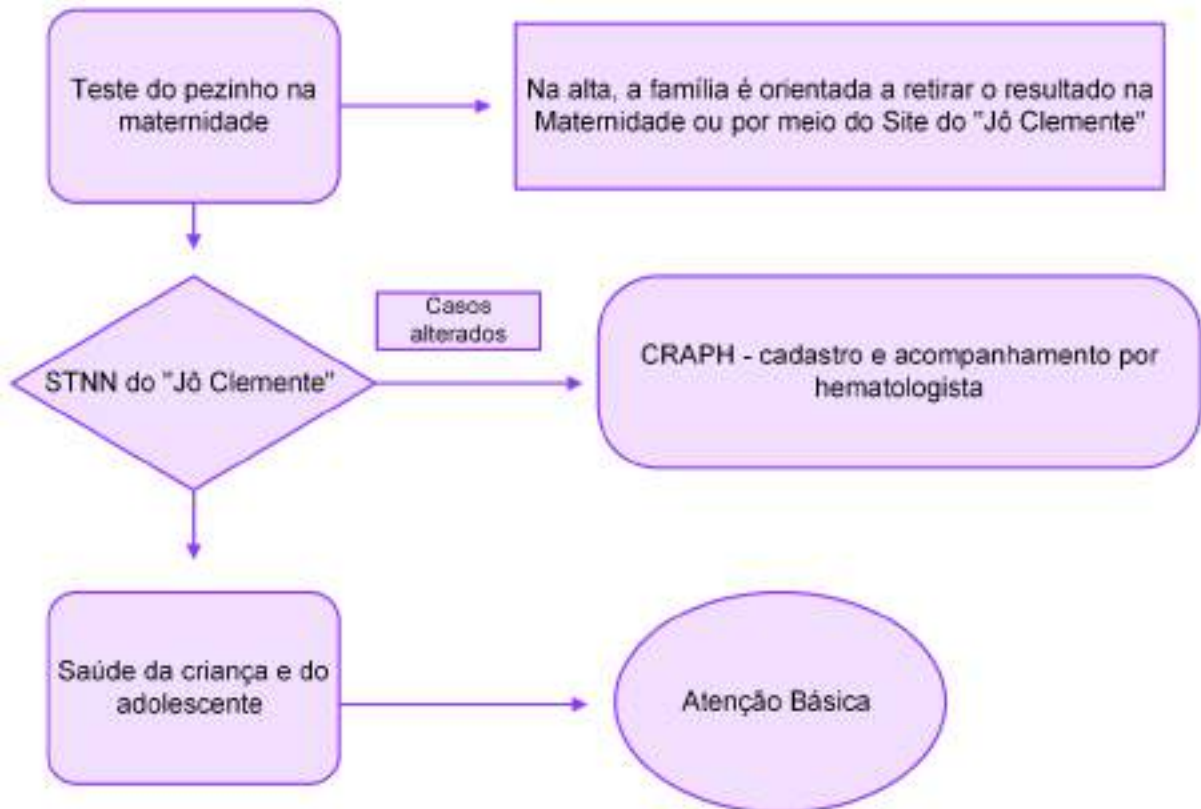 Teste do pezinho na
maternidade
Na alta, a família é orientada a retirar o resultado na
Maternidade ou por meio do Site do "Jô Clemente"
STNN do "Jô Clemente"
Casos
alterados
CRAPH - cadastro e acompanhamento por
hematologista
Saúde da criança e do
adolescente
Atenção Básica